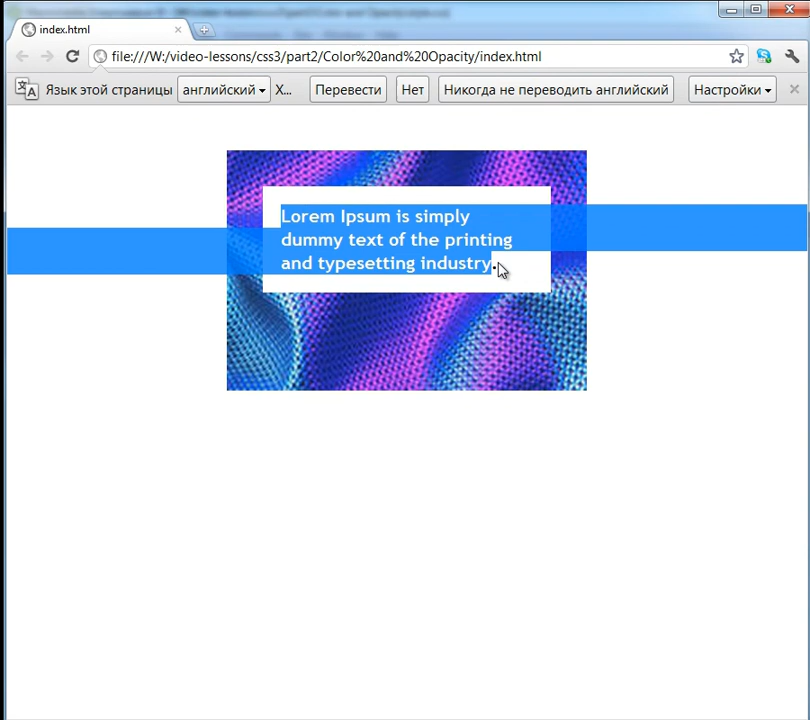 index.html
file:///W:/video-lessons/css3/part2/Color%20and%20Opacity/index.html
Язык этой страницы английский Х... Перевести Нет Никогда не переводить английский Настройки
Lorem Ipsum is simply
dummy text of the printing
and typesetting industry.